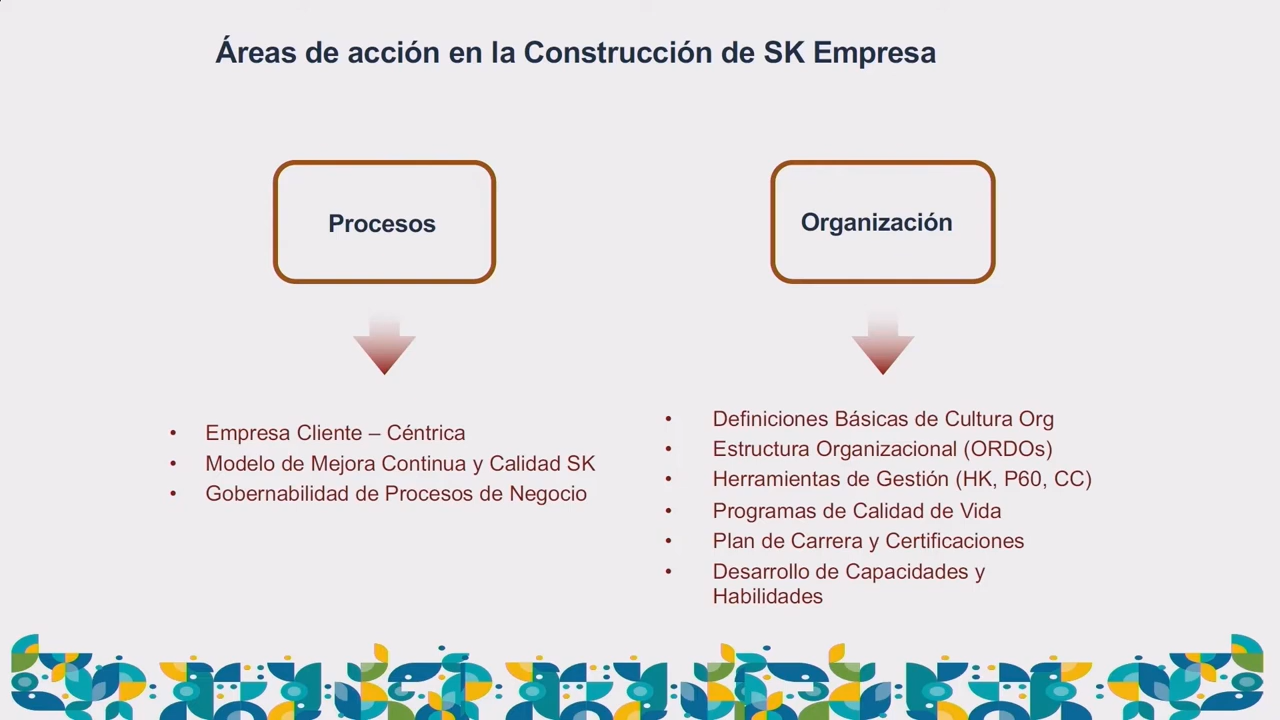 Áreas de acción en la Construcción de SK Empresa
Procesos
• Empresa Cliente – Céntrica
• Modelo de Mejora Continua y Calidad SK
• Gobernabilidad de Procesos de Negocio
Organización
• Definiciones Básicas de Cultura Org
• Estructura Organizacional (ORDOs)
• Herramientas de Gestión (HK, P60, CC)
• Programas de Calidad de Vida
• Plan de Carrera y Certificaciones
• Desarrollo de Capacidades y
Habilidades